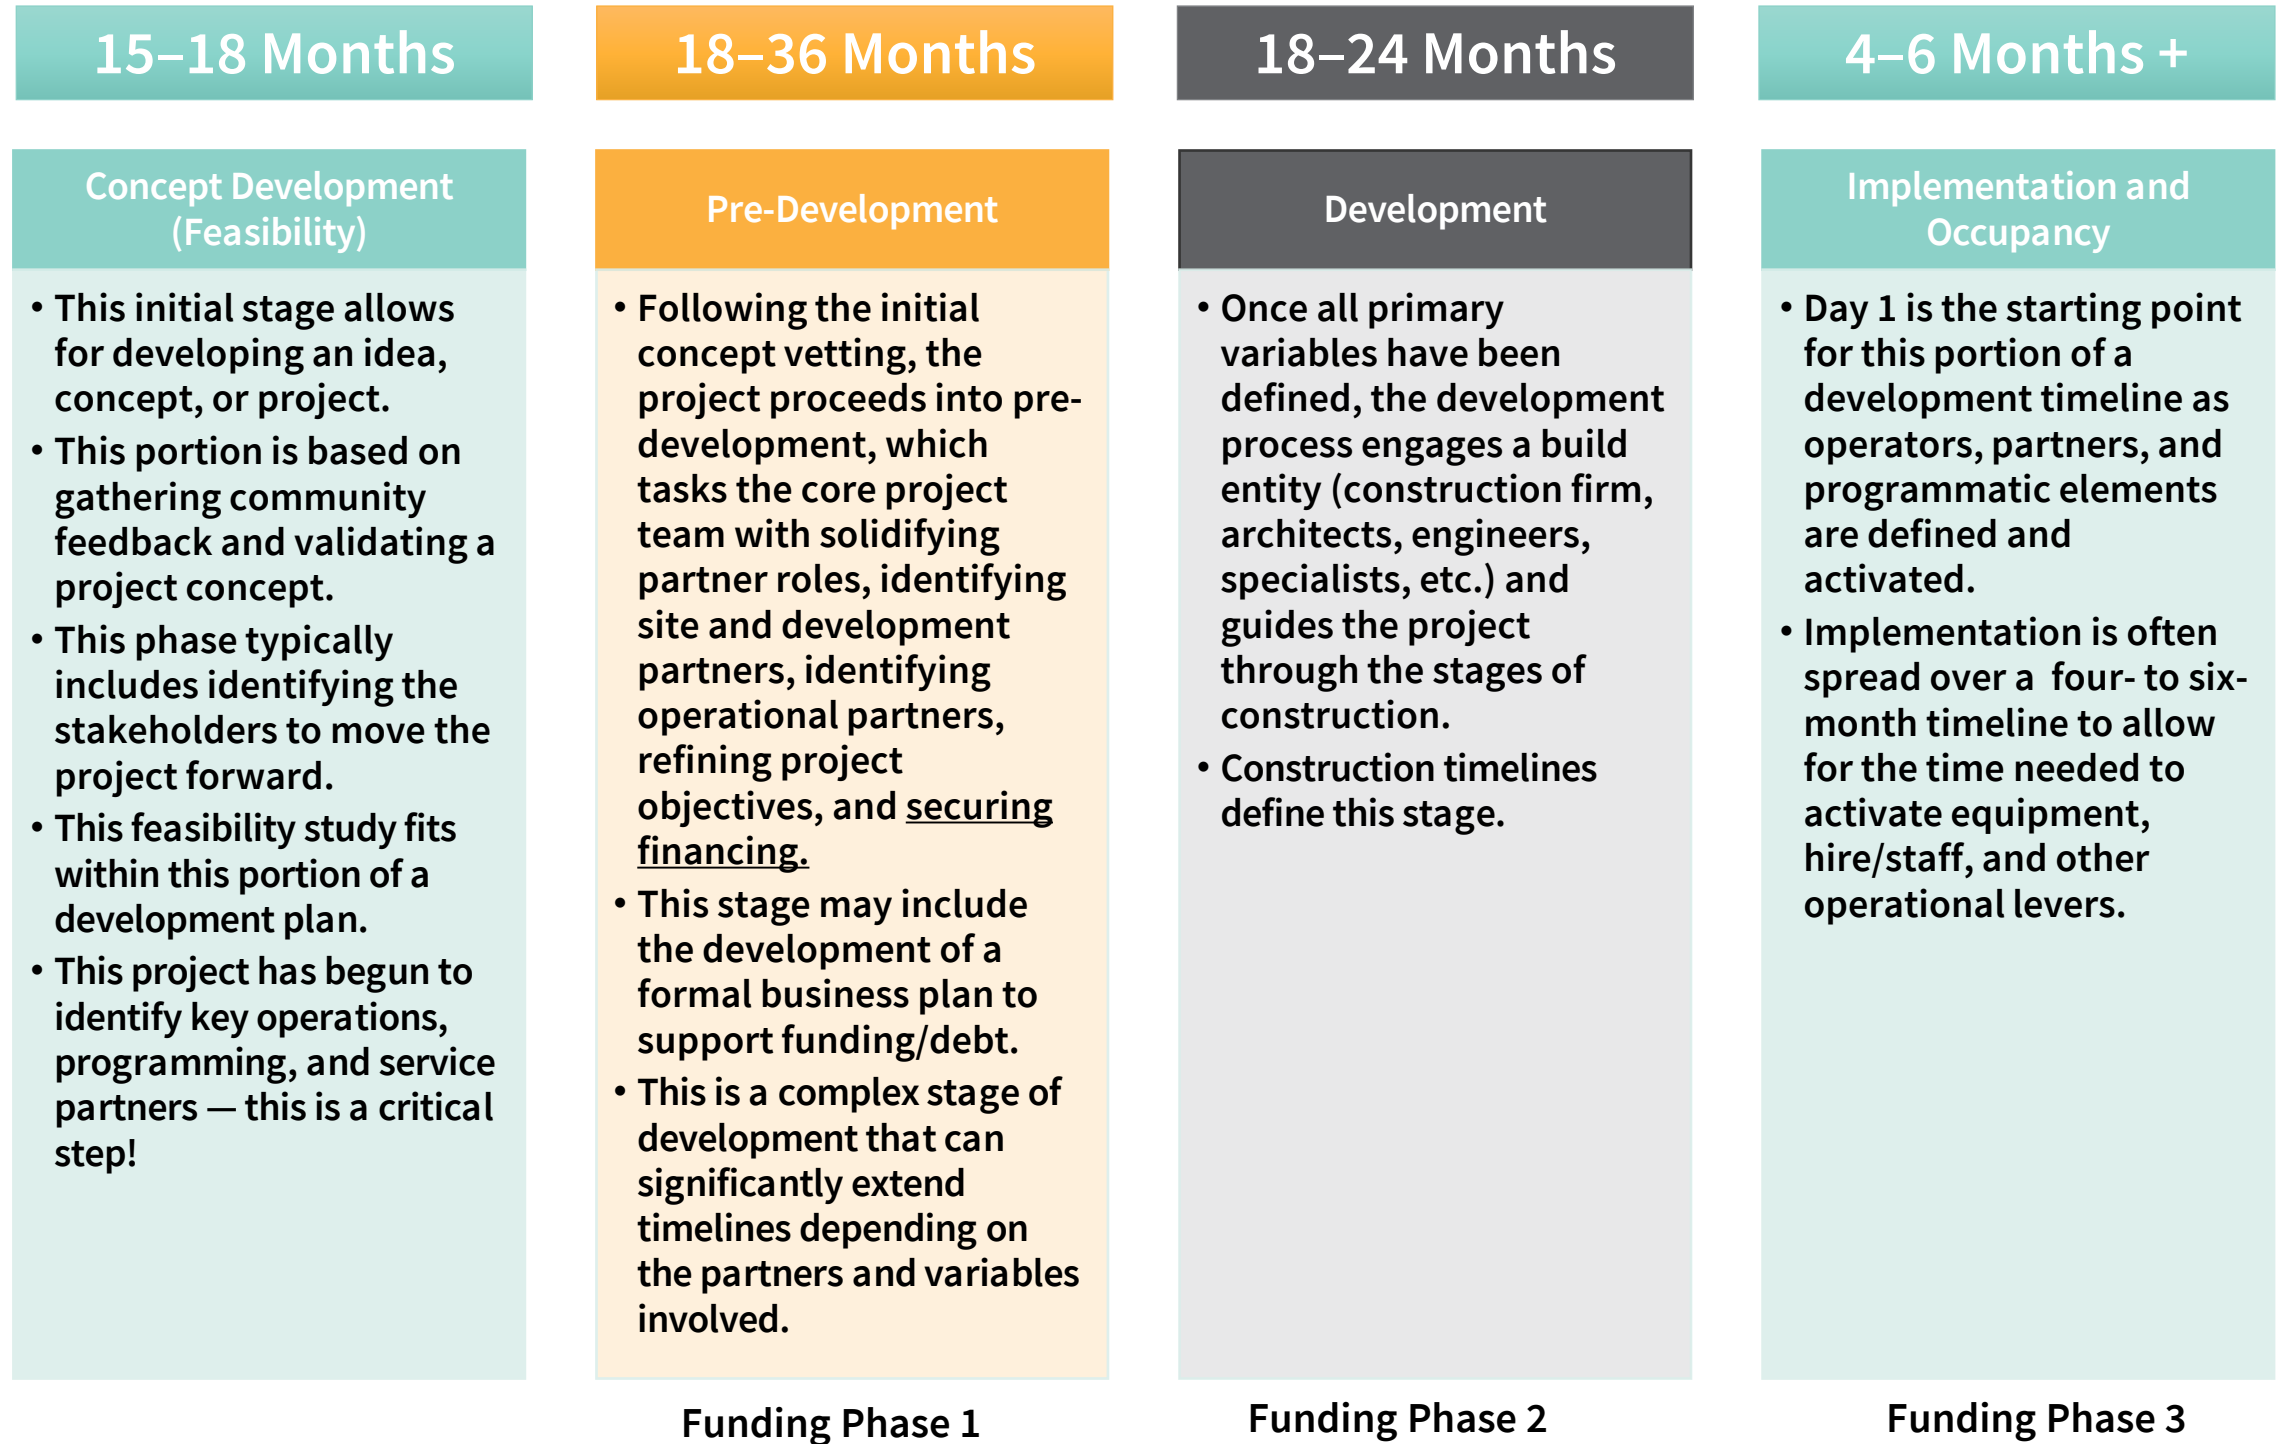 15–18 Months
18–36 Months
18–24 Months
4–6 Months +
Concept Development
(Feasibility)
• This initial stage allows
for developing an idea,
concept, or project.
• This portion is based on
gathering community
feedback and validating a
project concept.
• This phase typically
includes identifying the
stakeholders to move the
project forward.
• This feasibility study fits
within this portion of a
development plan.
• This project has begun to
identify key operations,
programming, and service
partners — this is a critical
step!
Pre-Development
• Following the initial
concept vetting, the
project proceeds into pre-
development, which
tasks the core project
team with solidifying
partner roles, identifying
site and development
partners, identifying
operational partners,
refining project
objectives, and securing
financing.
• This stage may include
the development of a
formal business plan to
support funding/debt.
• This is a complex stage of
development that can
significantly extend
timelines depending on
the partners and variables
involved.
Funding Phase 1
Development
• Once all primary
variables have been
defined, the development
process engages a build
entity (construction firm,
architects, engineers,
specialists, etc.) and
guides the project
through the stages of
construction.
• Construction timelines
define this stage.
Funding Phase 2
Implementation and
Occupancy
• Day 1 is the starting point
for this portion of a
development timeline as
operators, partners, and
programmatic elements
are defined and
activated.
• Implementation is often
spread over a  four- to six-
month timeline to allow
for the time needed to
activate equipment,
hire/staff, and other
operational levers.
Funding Phase 3